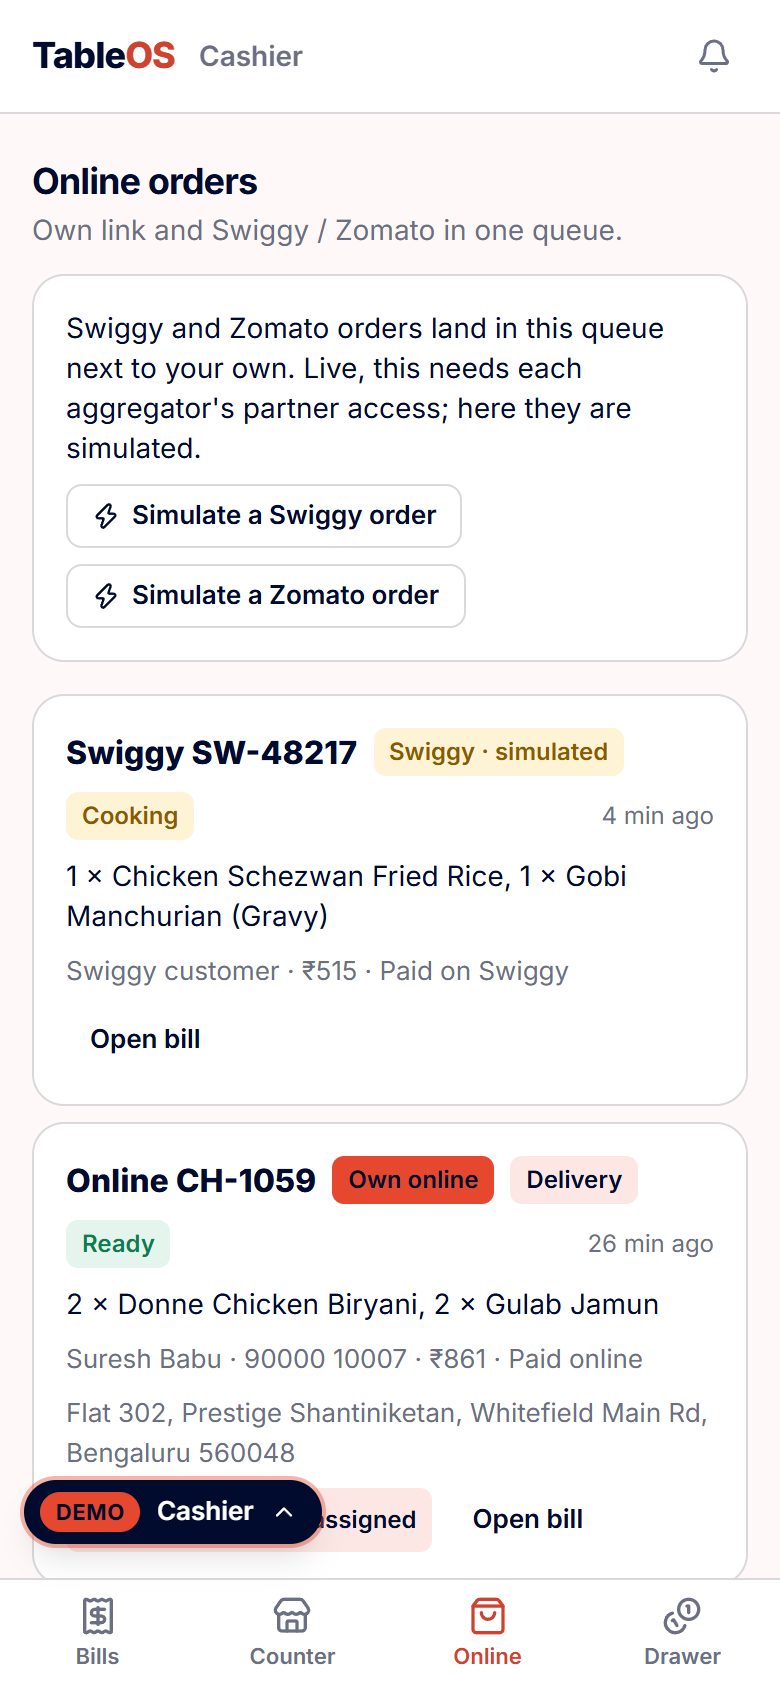 TableOS Cashier
Online orders
Own link and Swiggy / Zomato in one queue.
Swiggy and Zomato orders land in this queue
next to your own. Live, this needs each
aggregator's partner access; here they are
simulated.
Simulate a Swiggy order
Simulate a Zomato order
Swiggy SW-48217 Swiggy · simulated
Cooking 4 min ago
1 × Chicken Schezwan Fried Rice, 1 × Gobi
Manchurian (Gravy)
Swiggy customer · ₹515 · Paid on Swiggy
Open bill
Online CH-1059 Own online Delivery
Ready 26 min ago
2 × Donne Chicken Biryani, 2 × Gulab Jamun
Suresh Babu · 90000 10007 · ₹861 · Paid online
Flat 302, Prestige Shantiniketan, Whitefield Main Rd,
Bengaluru 560048
DEMO Cashier Open bill
Bills Counter Online Drawer